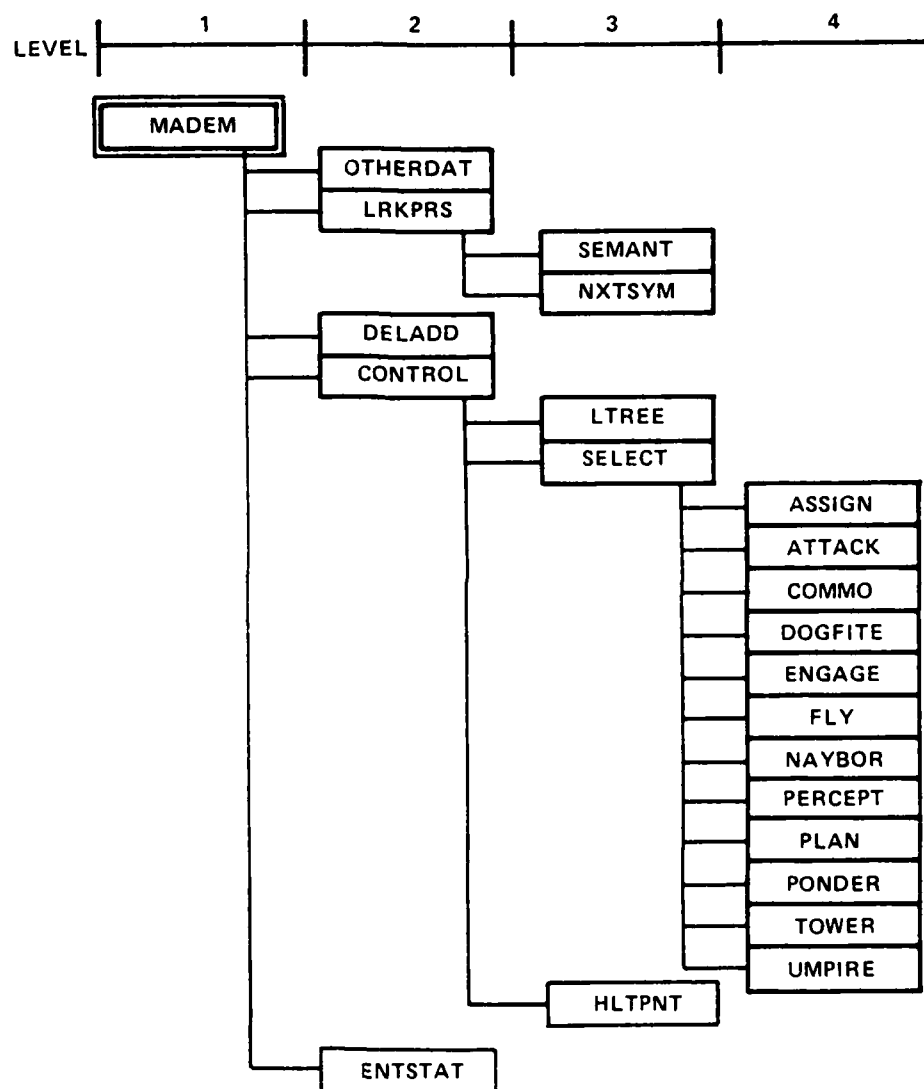 1 2 3 4
LEVEL
MADEM
OTHERDAT
LRKPRS
SEMANT
NXTSYM
DELADD
CONTROL
LTREE
SELECT
ASSIGN
ATTACK
COMMO
DOGFITE
ENGAGE
FLY
NAYBOR
PERCEPT
PLAN
PONDER
TOWER
UMPIRE
HLTPNT
ENTSTAT